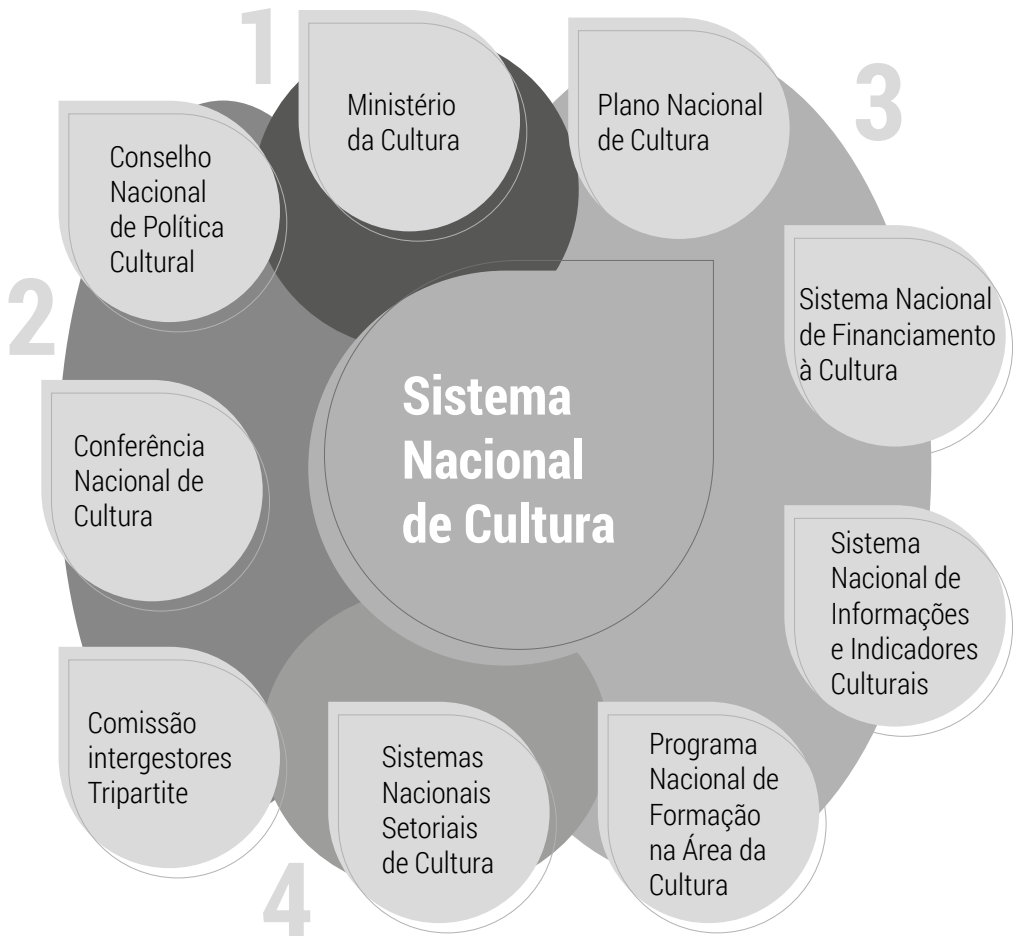 1
Ministério
da Cultura
2
Conselho
Nacional
de Política
Cultural
Conferência
Nacional de
Cultura
Comissão
intergestores
Tripartite
3
Plano Nacional
de Cultura
Sistema Nacional
de Financiamento
à Cultura
Sistema
Nacional de
Informações
e Indicadores
Culturais
Programa
Nacional de
Formação
na Área da
Cultura
4
Sistemas
Nacionais
Setoriais
de Cultura
Sistema
Nacional
de Cultura